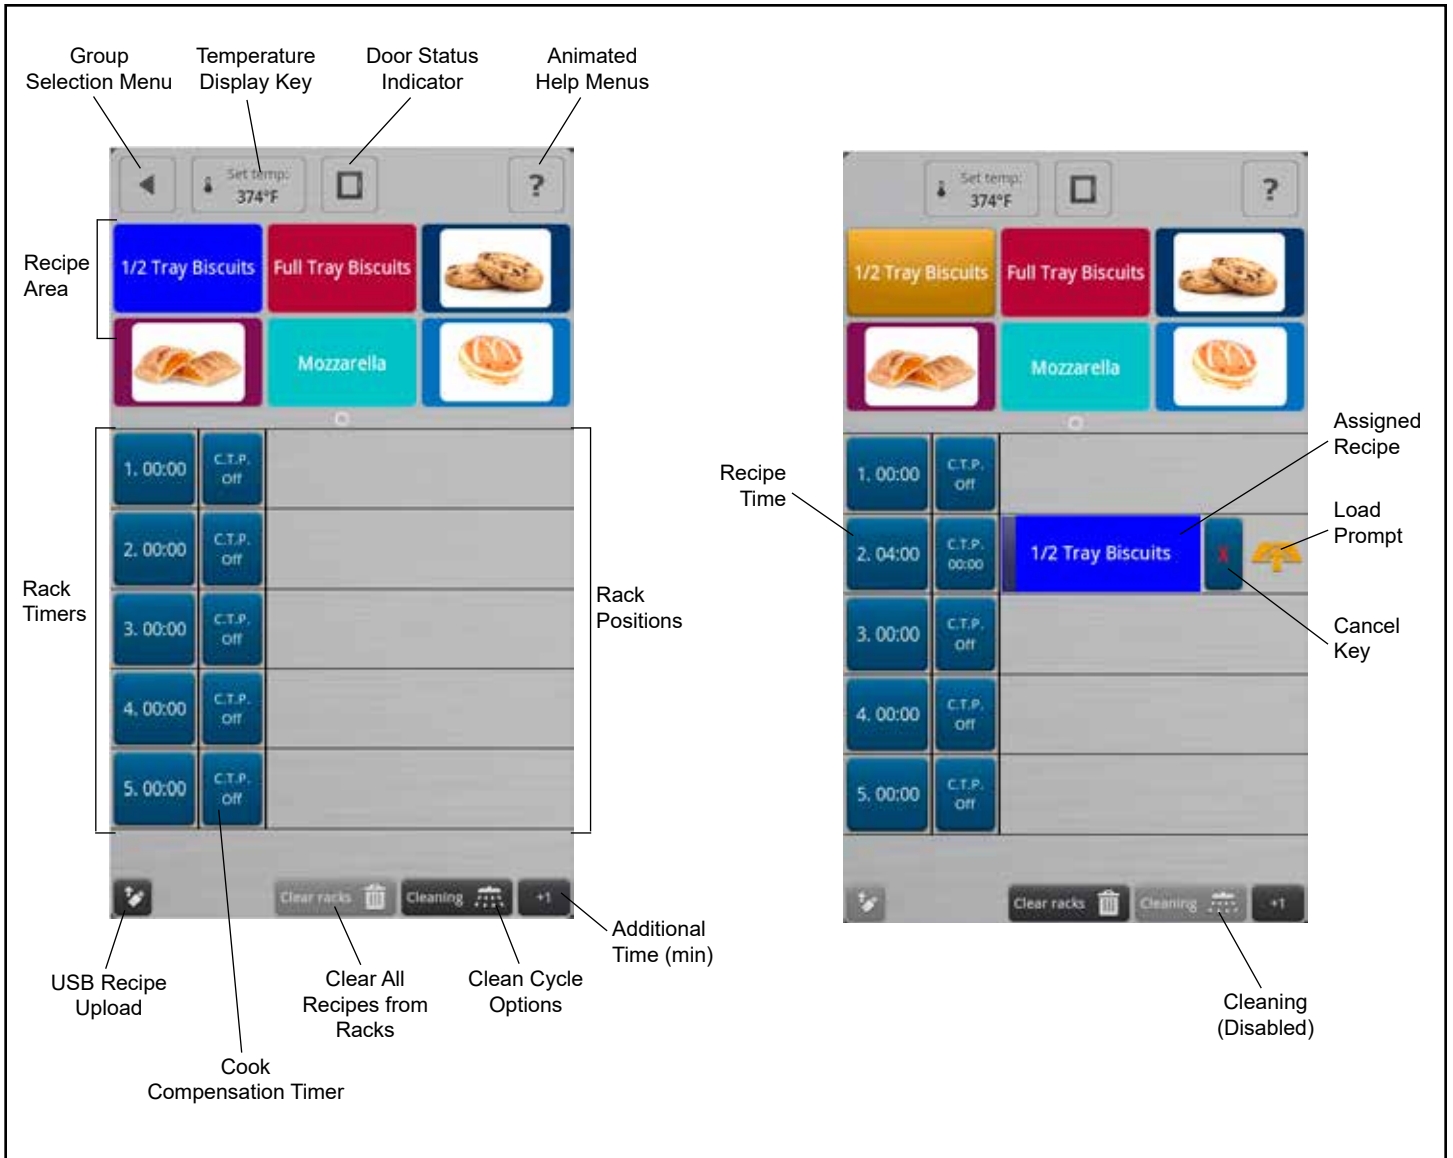 Group
Selection Menu
Temperature
Display Key
Door Status
Indicator
Animated
Help Menus
Set temp:
374°F
?
Recipe
Area
1/2 Tray Biscuits
Full Tray Biscuits
Mozzarella
Rack
Timers
1. 00:00
C.T.P.
Off
2. 00:00
C.T.P.
Off
3. 00:00
C.T.P.
Off
4. 00:00
C.T.P.
Off
5. 00:00
C.T.P.
Off
Rack
Positions
Clear racks
Cleaning
+1
Additional
Time (min)
USB Recipe
Upload
Clear All
Recipes from
Racks
Clean Cycle
Options
Cook
Compensation Timer
Set temp:
374°F
?
1/2 Tray Biscuits
Full Tray Biscuits
Mozzarella
Recipe
Time
1. 00:00
C.T.P.
Off
2. 04:00
C.T.P.
00:00
1/2 Tray Biscuits
X
3. 00:00
C.T.P.
Off
4. 00:00
C.T.P.
Off
5. 00:00
C.T.P.
Off
Assigned
Recipe
Load
Prompt
Cancel
Key
Clear racks
Cleaning
+1
Cleaning
(Disabled)